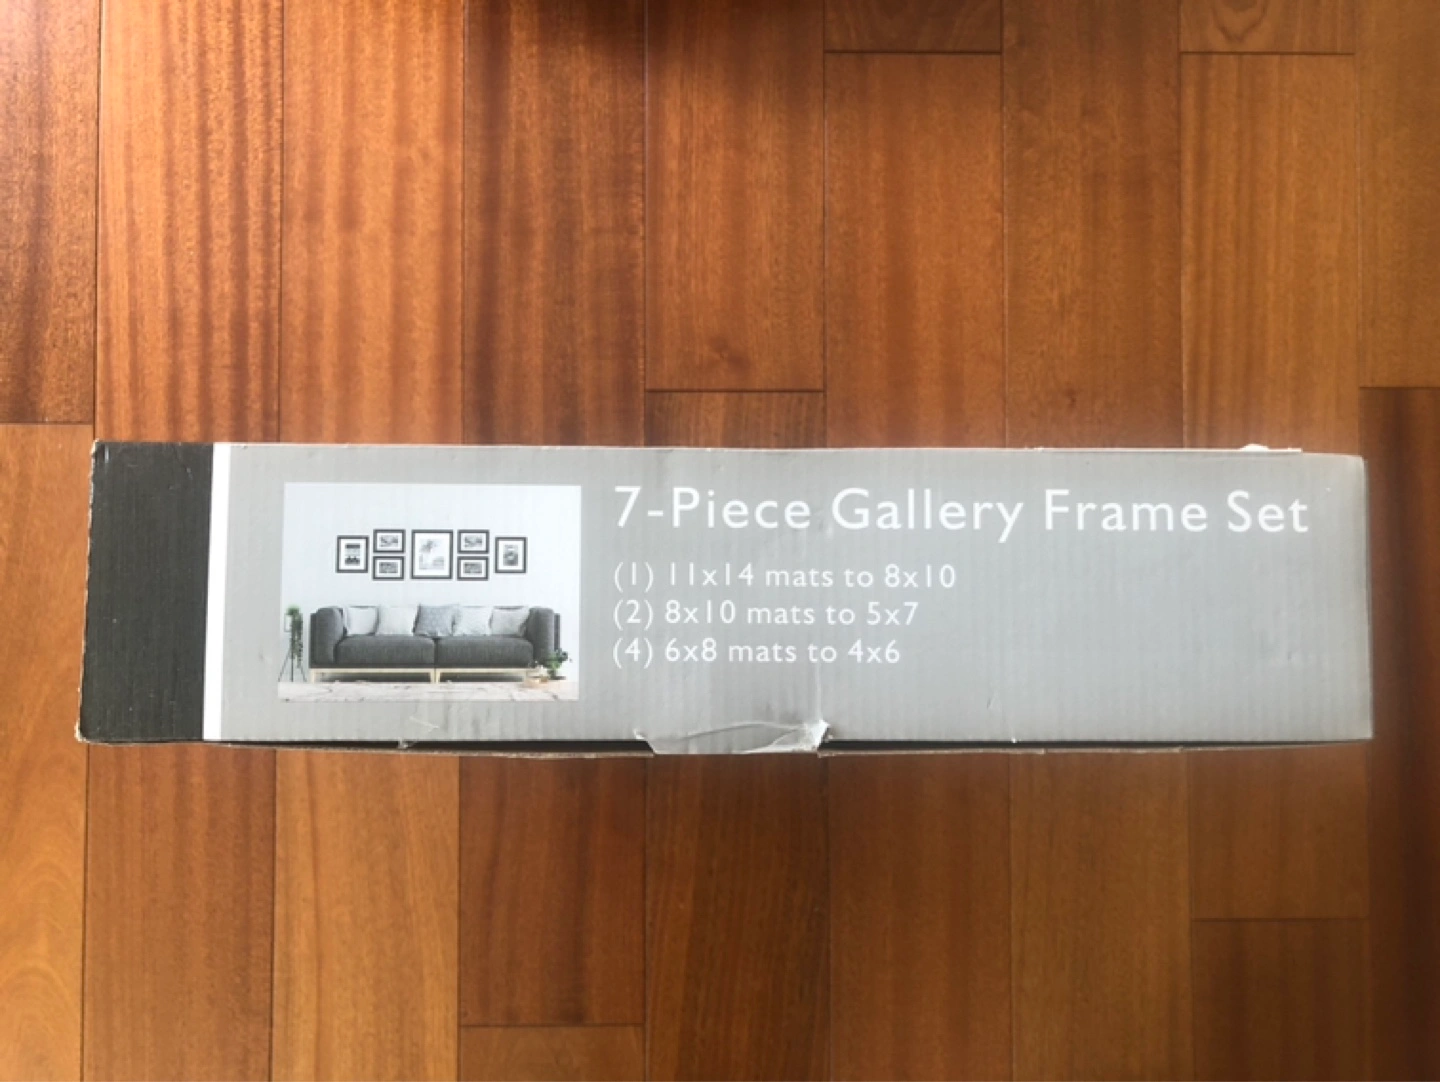 7-Piece Gallery Frame Set
(1) 11x14 mats to 8x10
(2) 8x10 mats to 5x7
(4) 6x8 mats to 4x6